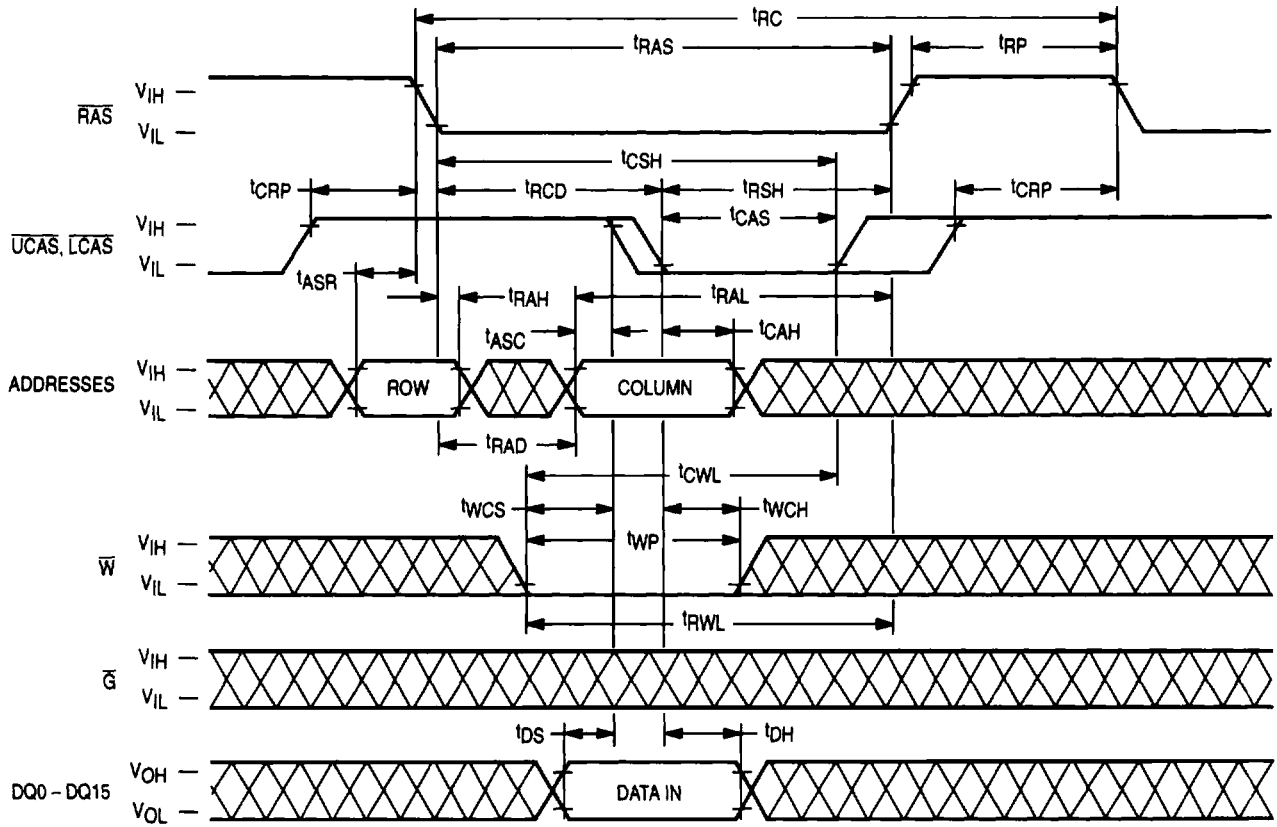 tRC
tRAS
tRP
RAS
VIH
VIL
tCSH
tCRP
tRCD
tRSH
tCRP
tCAS
UCAS, LCAS
VIH
VIL
tASR
tRAH
tRAL
tASC
tCAH
ADDRESSES
VIH
VIL
ROW
COLUMN
tRAD
tCWL
tWCS
tWCH
tWP
W
VIH
VIL
tRWL
G
VIH
VIL
tDS
tDH
DQ0 – DQ15
VOH
VOL
DATA IN